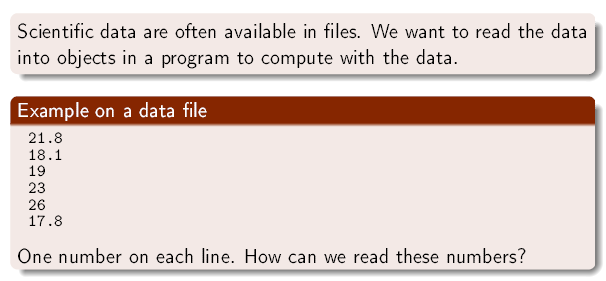 Scientific data are often available in files. We want to read the data
into objects in a program to compute with the data.
Example on a data file
21.8
18.1
19
23
26
17.8
One number on each line. How can we read these numbers?